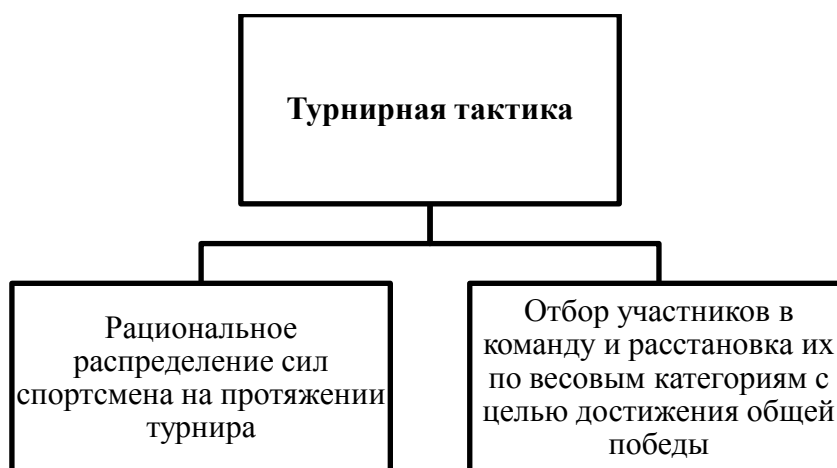 Турнирная тактика
Рациональное
распределение сил
спортсмена на протяжении
турнира
Отбор участников в
команду и расстановка их
по весовым категориям с
целью достижения общей
победы